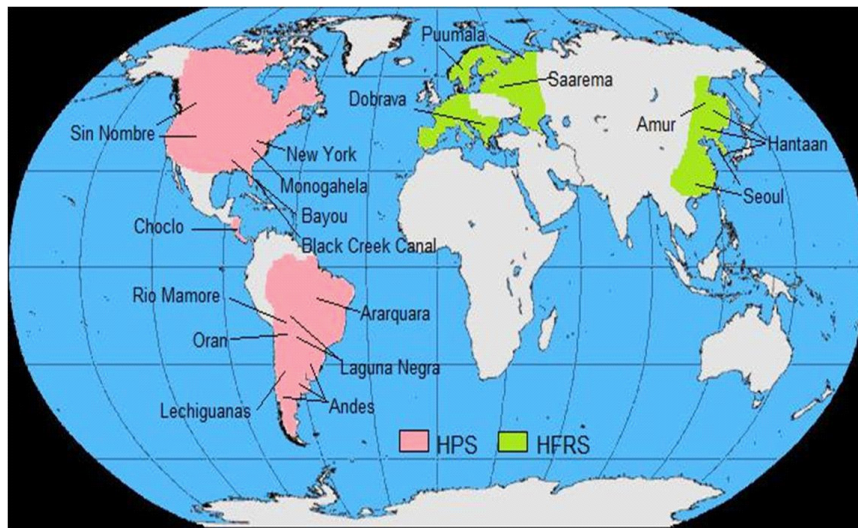 Puumala
Saarema
Dobrava
Amur
Hantaan
Sin Nombre
New York
Monogahela
Seoul
Bayou
Choclo
Black Creek Canal
Rio Mamore
Ararquara
Oran
Laguna Negra
Lechiguanas
Andes
HPS
HFRS